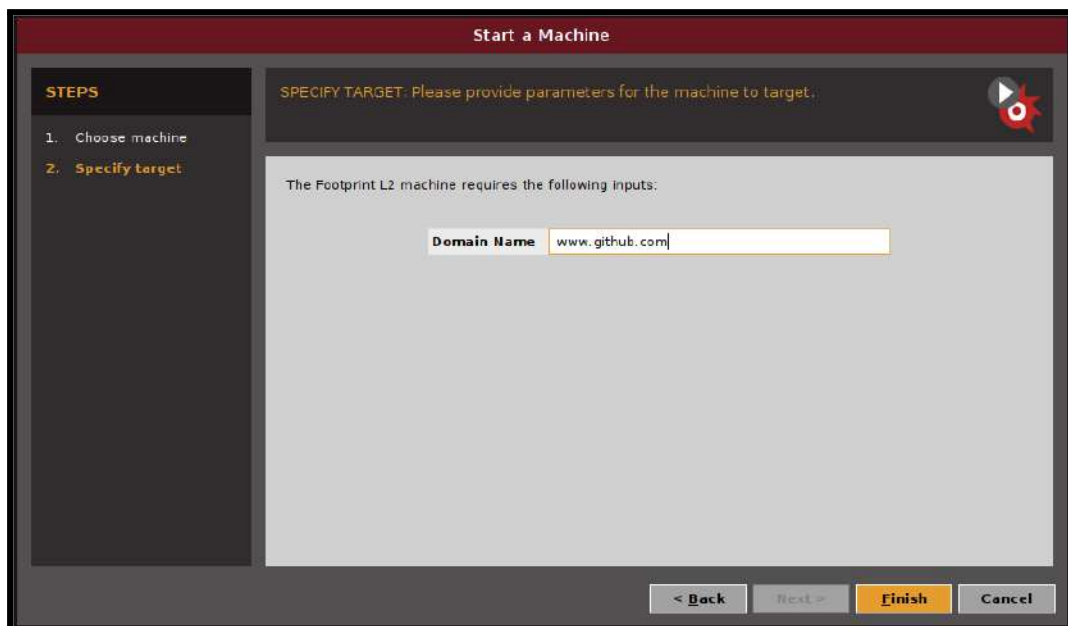 Start a Machine
STEPS
1. Choose machine
2. Specify target
SPECIFY TARGET: Please provide parameters for the machine to target.
The Footprint L2 machine requires the following inputs:
Domain Name www.github.com
< Back Next > Finish Cancel